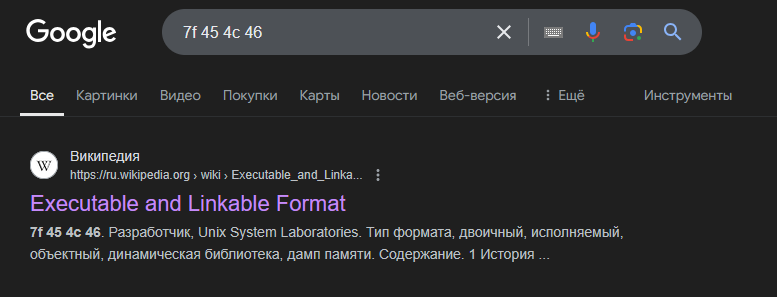 Google
7f 45 4c 46
Все Картинки Видео Покупки Карты Новости Веб-версия Ещё Инструменты
W
Википедия
https://ru.wikipedia.org › wiki › Executable_and_Linka...
Executable and Linkable Format
7f 45 4c 46. Разработчик, Unix System Laboratories. Тип формата, двоичный, исполняемый,
объектный, динамическая библиотека, дамп памяти. Содержание. 1 История ...